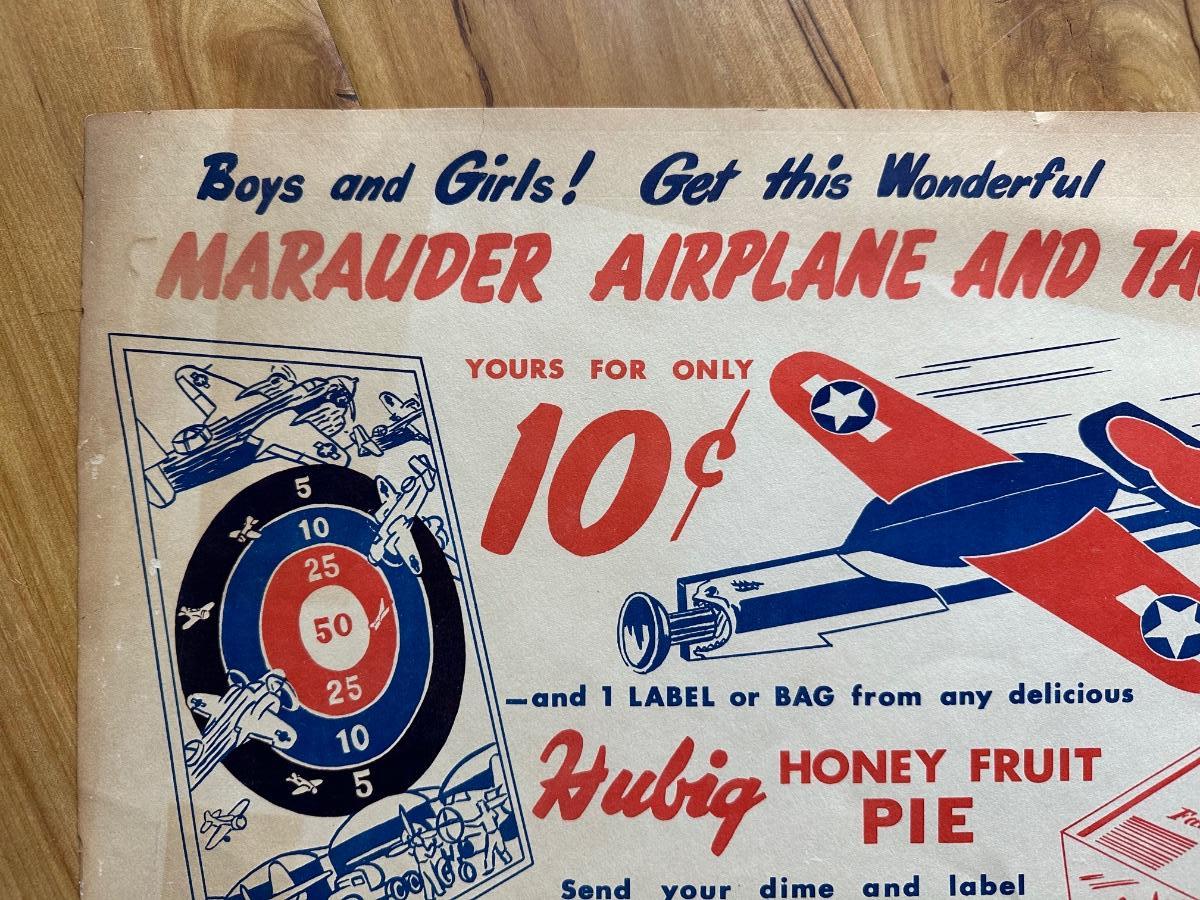 Boys and Girls! Get this Wonderful
MARAUDER AIRPLANE AND
YOURS FOR ONLY
10¢
5
10
25
50
25
10
5
—and 1 LABEL or BAG from any delicious
Hubig HONEY FRUIT
PIE
Send your dime and label